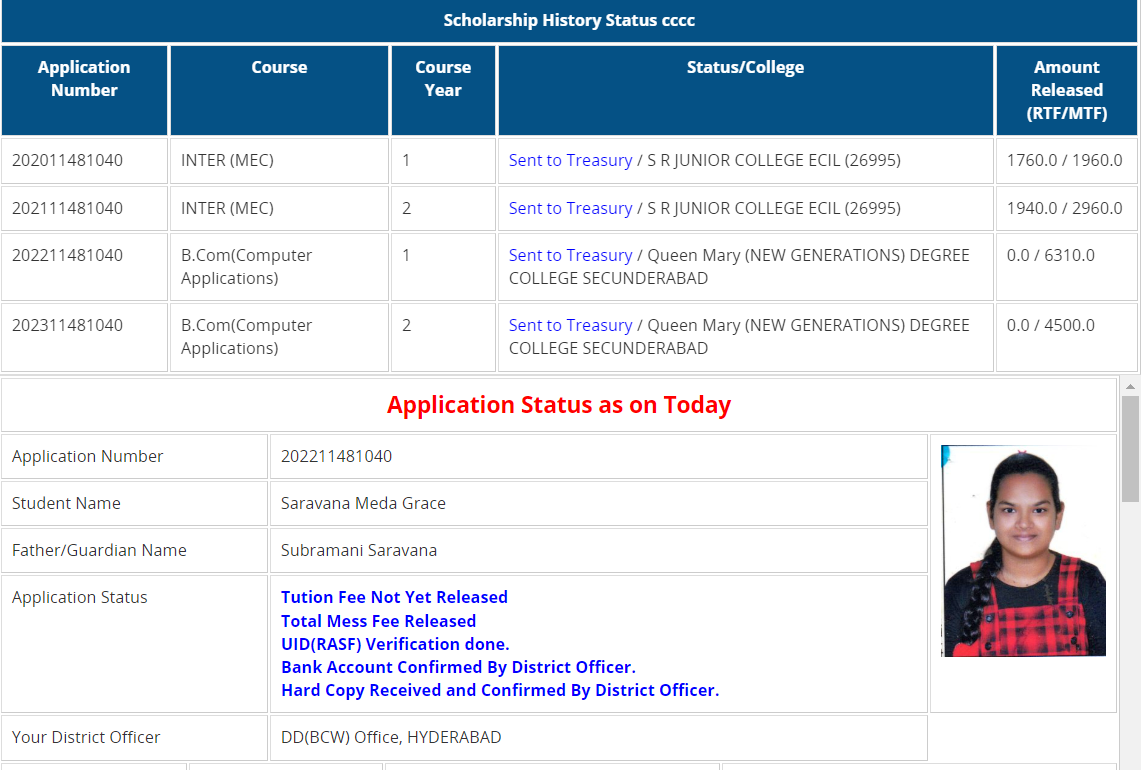 Scholarship History Status cccc
Application Number Course Course Year Status/College Amount Released (RTF/MTF)
202011481040 INTER (MEC) 1 Sent to Treasury / S R JUNIOR COLLEGE ECIL (26995) 1760.0 / 1960.0
202111481040 INTER (MEC) 2 Sent to Treasury / S R JUNIOR COLLEGE ECIL (26995) 1940.0 / 2960.0
202211481040 B.Com(Computer Applications) 1 Sent to Treasury / Queen Mary (NEW GENERATIONS) DEGREE COLLEGE SECUNDERABAD 0.0 / 6310.0
202311481040 B.Com(Computer Applications) 2 Sent to Treasury / Queen Mary (NEW GENERATIONS) DEGREE COLLEGE SECUNDERABAD 0.0 / 4500.0
Application Status as on Today
Application Number 202211481040
Student Name Saravana Meda Grace
Father/Guardian Name Subramani Saravana
Application Status Tution Fee Not Yet Released
Total Mess Fee Released
UID(RASF) Verification done.
Bank Account Confirmed By District Officer.
Hard Copy Received and Confirmed By District Officer.
Your District Officer DD(BCW) Office, HYDERABAD